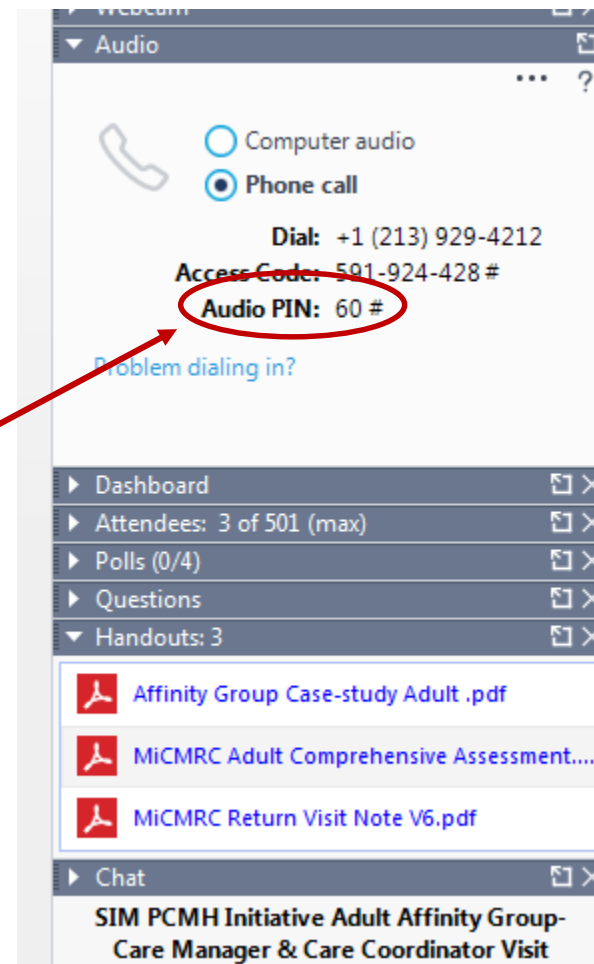 Webcam
Audio
... ?
Computer audio
Phone call
Dial: +1 (213) 929-4212
Access Code: 591-924-428 #
Audio PIN: 60 #
Problem dialing in?
Dashboard
Attendees: 3 of 501 (max)
Polls (0/4)
Questions
Handouts: 3
Affinity Group Case-study Adult .pdf
MiCMRC Adult Comprehensive Assessment....
MiCMRC Return Visit Note V6.pdf
Chat
SIM PCMH Initiative Adult Affinity Group-
Care Manager & Care Coordinator Visit